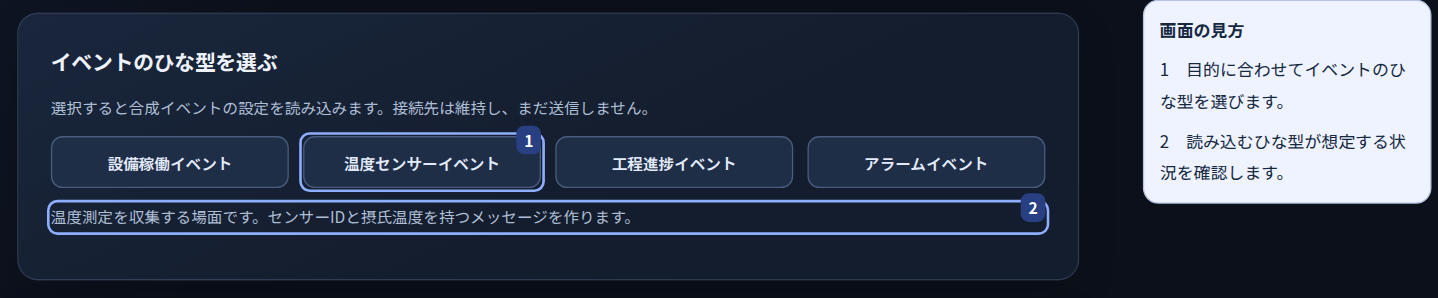 イベントのひな型を選ぶ
選択すると合成イベントの設定を読み込みます。接続先は維持し、まだ送信しません。
設備稼働イベント
温度センサーイベント
1
工程進捗イベント
アラームイベント
温度測定を収集する場面です。センサーIDと摂氏温度を持つメッセージを作ります。
2
画面の見方
1 目的に合わせてイベントのひ
な型を選びます。
2 読み込むひな型が想定する状
況を確認します。